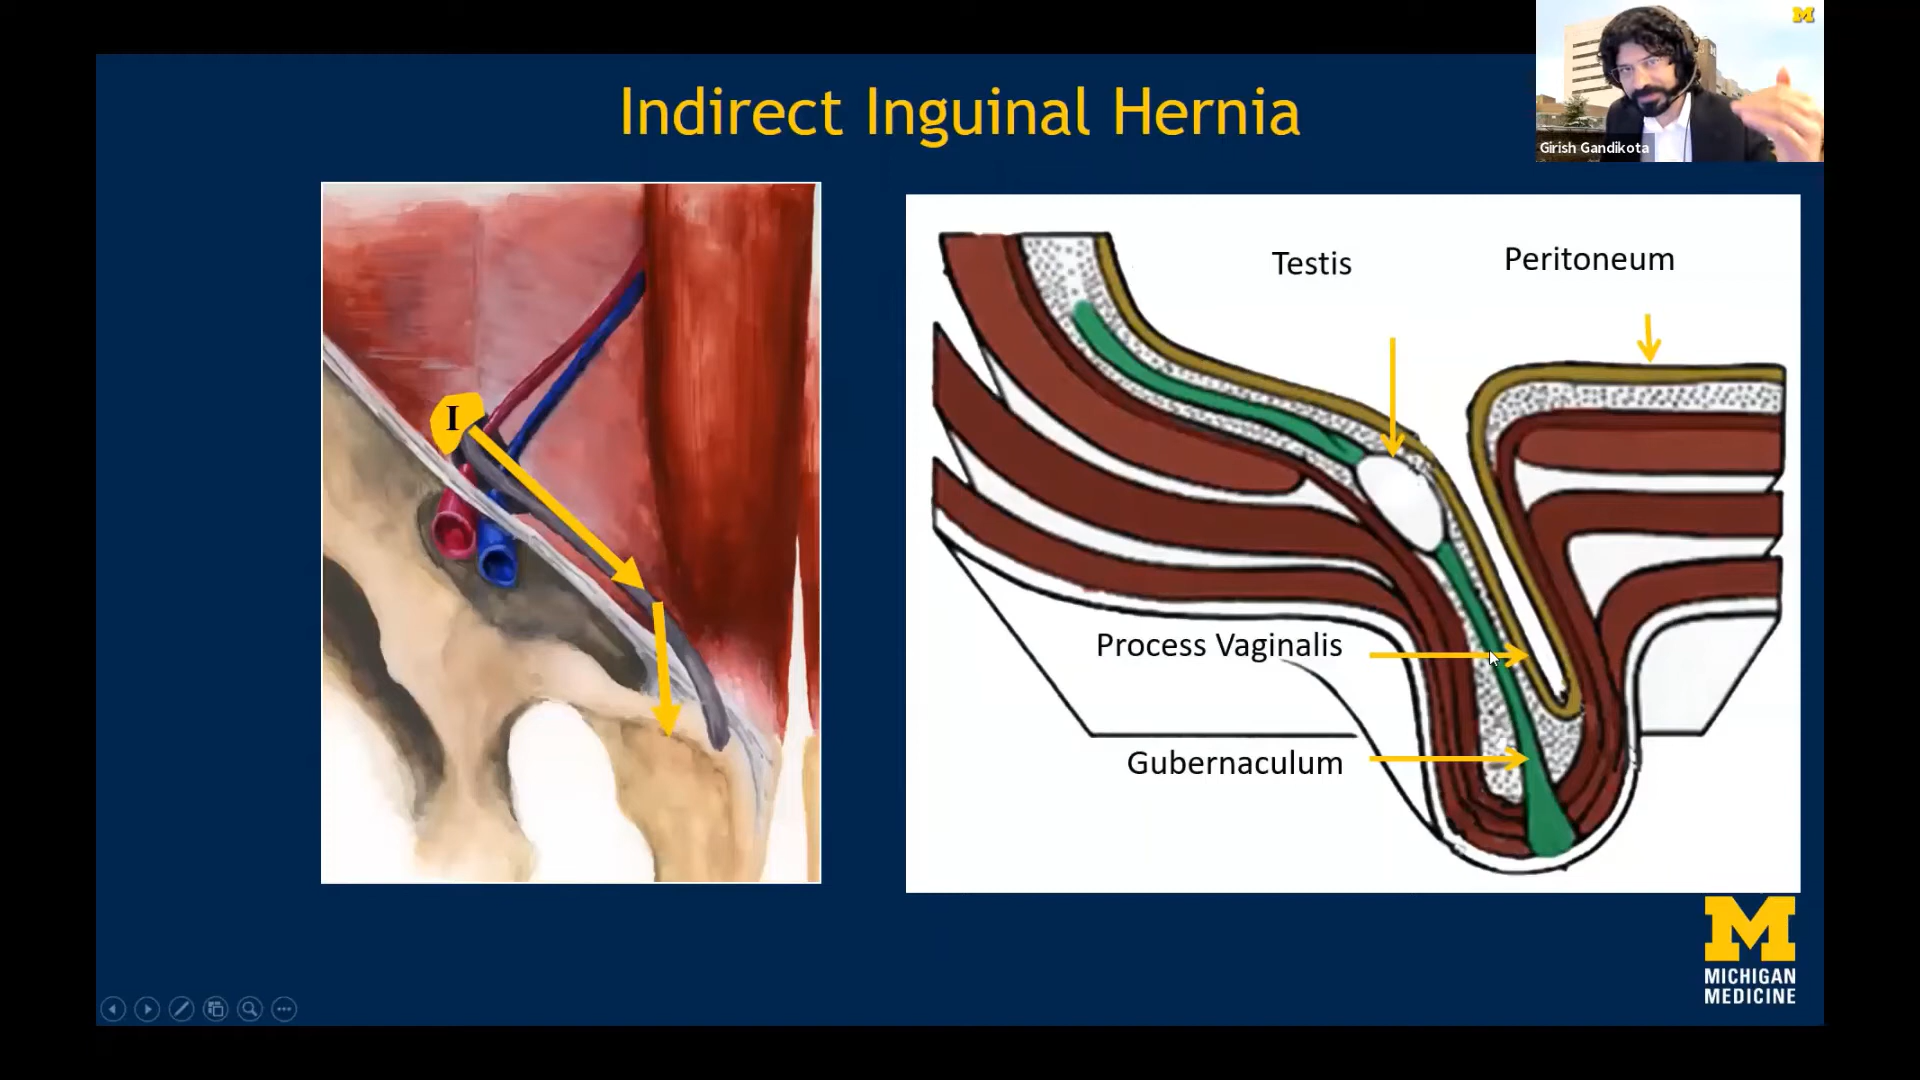 Indirect Inguinal Hernia
M
Girish Gandikota
I
Testis
Peritoneum
Process Vaginalis
Gubernaculum
M
MICHIGAN
MEDICINE